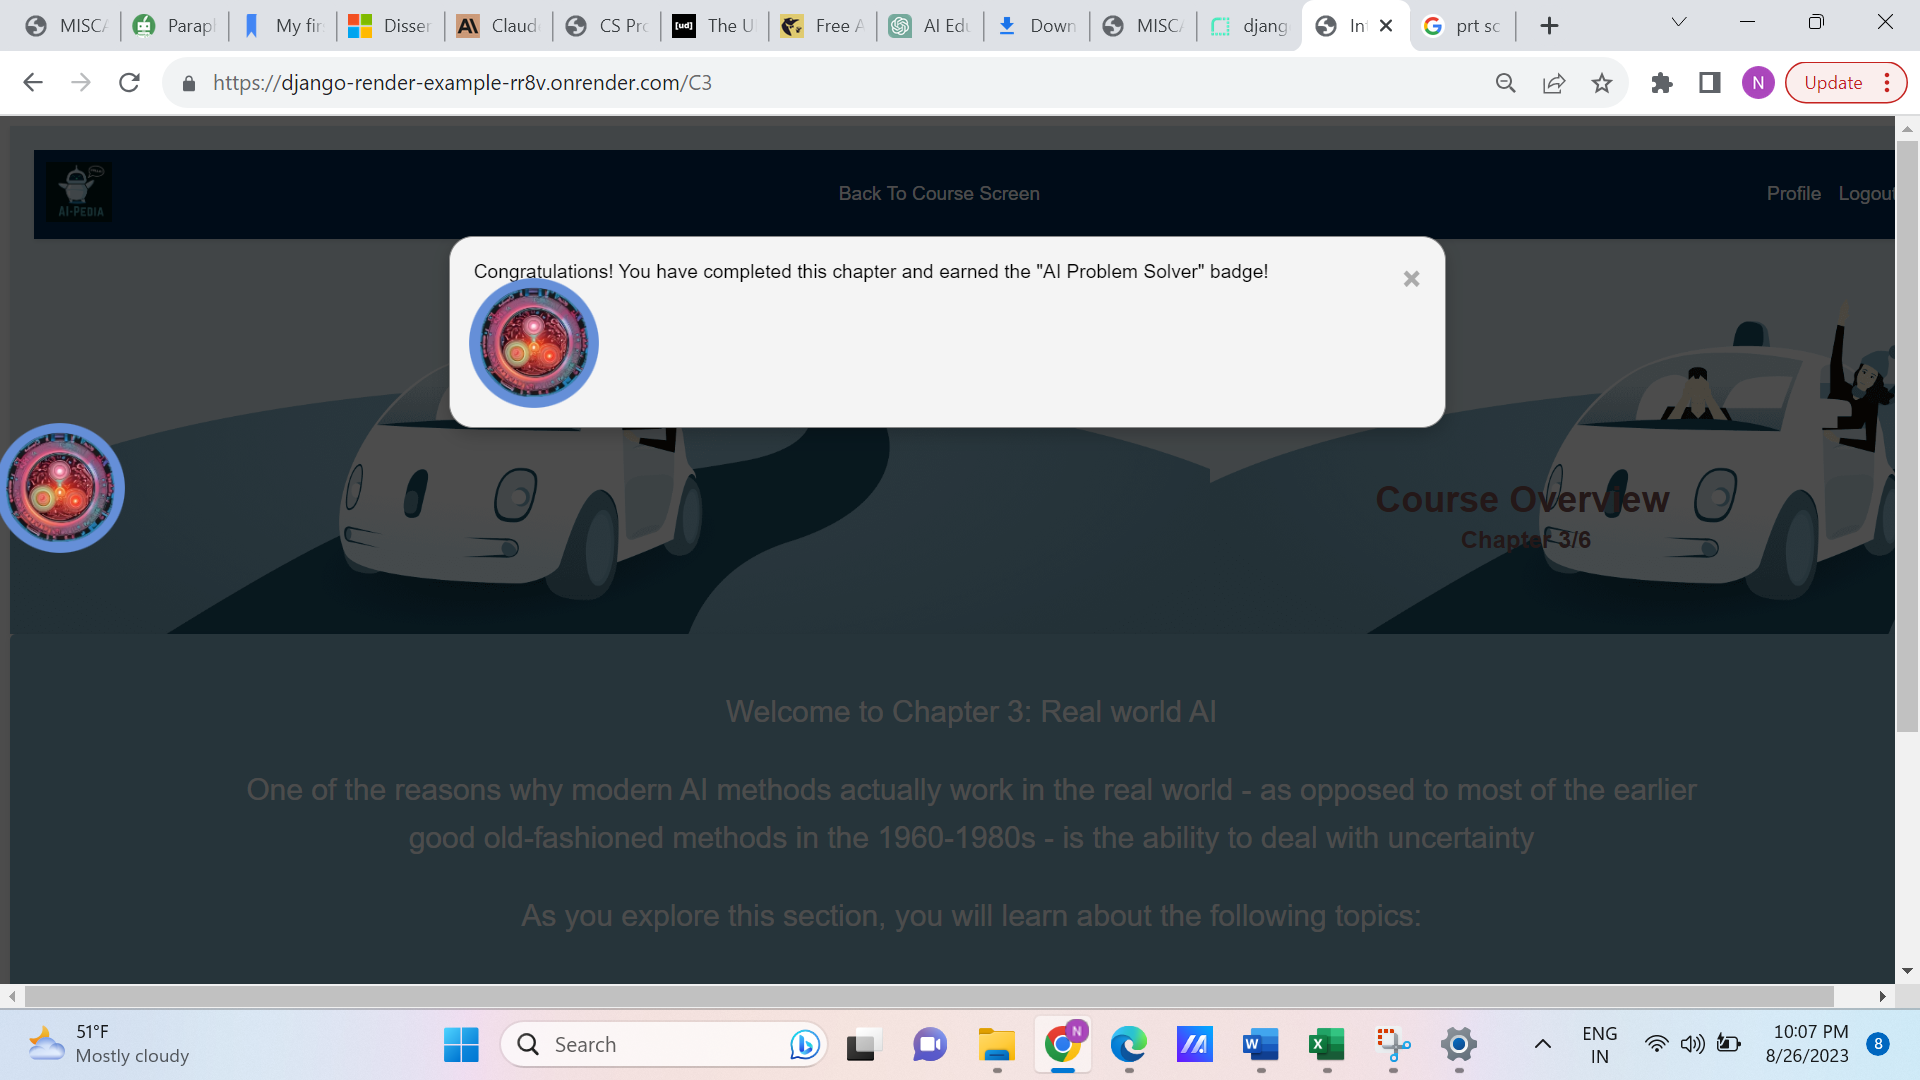 MISCA
Parap
My fir
Disser
Claud
CS Pro
[ud]
The U
Free A
AI Edu
Down
MISCA
djang
Int
prt sc
https://django-render-example-rr8v.onrender.com/C3
N
Update
AI-PEDIA
Back To Course Screen
Profile
Logout
Congratulations! You have completed this chapter and earned the "AI Problem Solver" badge!
Course Overview
Chapter 3/6
Welcome to Chapter 3: Real world AI
One of the reasons why modern AI methods actually work in the real world - as opposed to most of the earlier
good old-fashioned methods in the 1960-1980s - is the ability to deal with uncertainty
As you explore this section, you will learn about the following topics:
51°F
Mostly cloudy
Search
N
ENG
IN
10:07 PM
8/26/2023
8